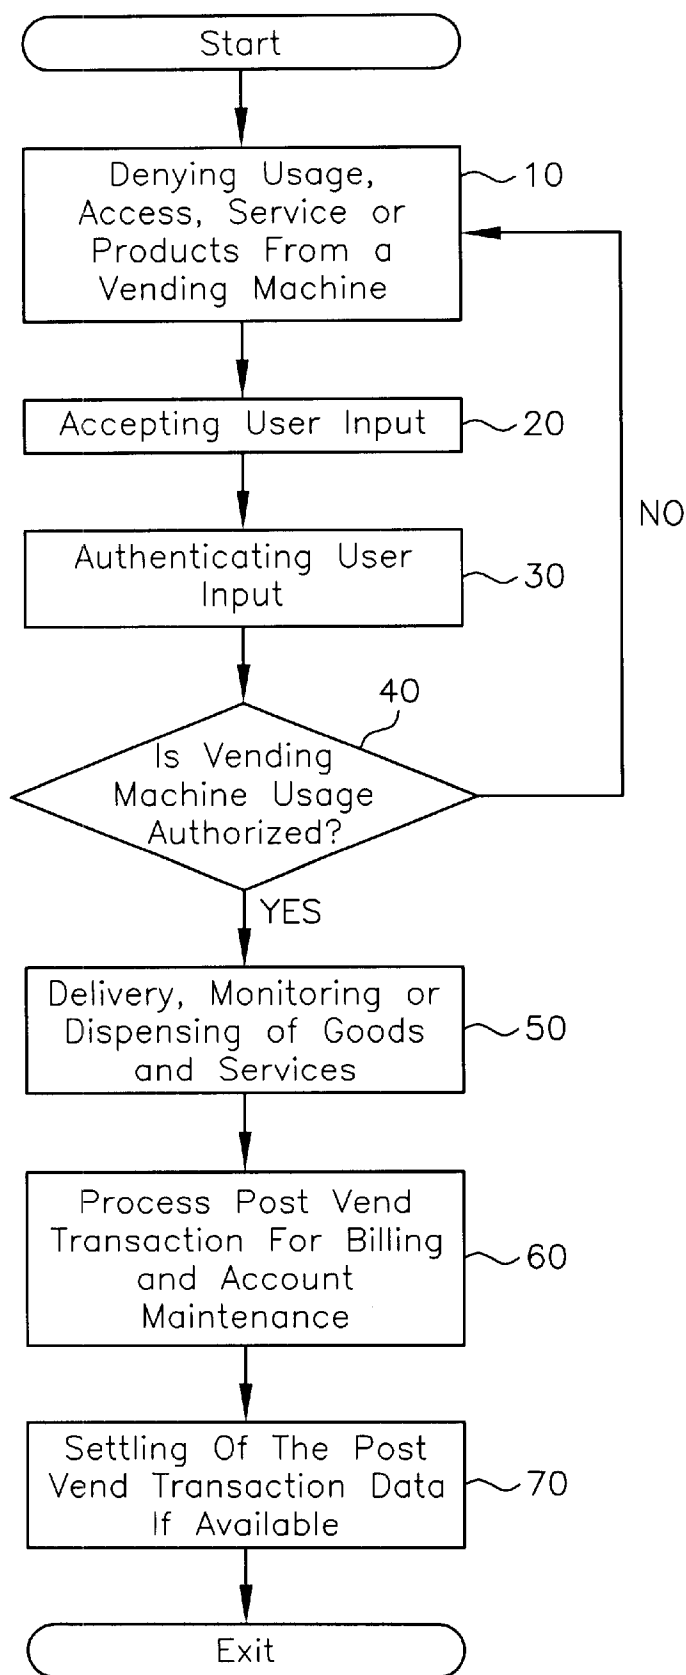 Start
Denying Usage,
Access, Service or
Products From a
Vending Machine
10
Accepting User Input
20
Authenticating User
Input
30
NO
40
Is Vending
Machine Usage
Authorized?
YES
Delivery, Monitoring or
Dispensing of Goods
and Services
50
Process Post Vend
Transaction For Billing
and Account
Maintenance
60
Settling Of The Post
Vend Transaction Data
If Available
70
Exit